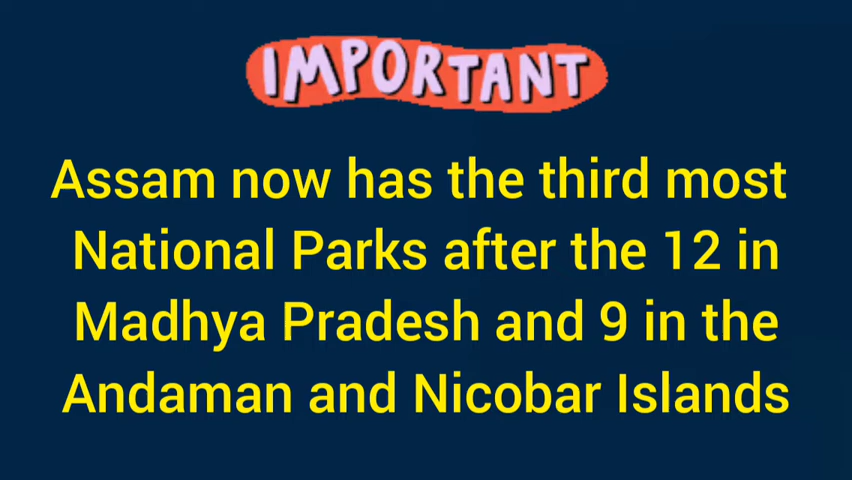 IMPORTANT
Assam now has the third most
National Parks after the 12 in
Madhya Pradesh and 9 in the
Andaman and Nicobar Islands